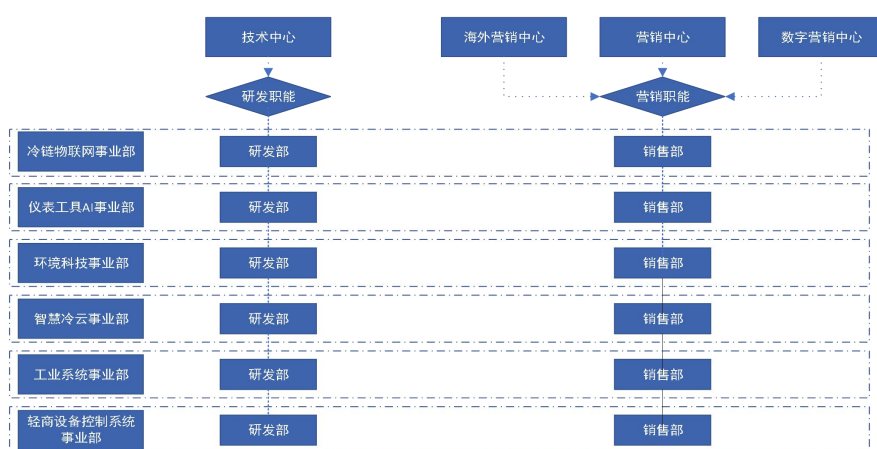 技术中心
海外营销中心
营销中心
数字营销中心
研发职能
营销职能
冷链物联网事业部
研发部
销售部
仪表工具AI事业部
研发部
销售部
环境科技事业部
研发部
销售部
智慧冷云事业部
研发部
销售部
工业系统事业部
研发部
销售部
轻商设备控制系统
事业部
研发部
销售部